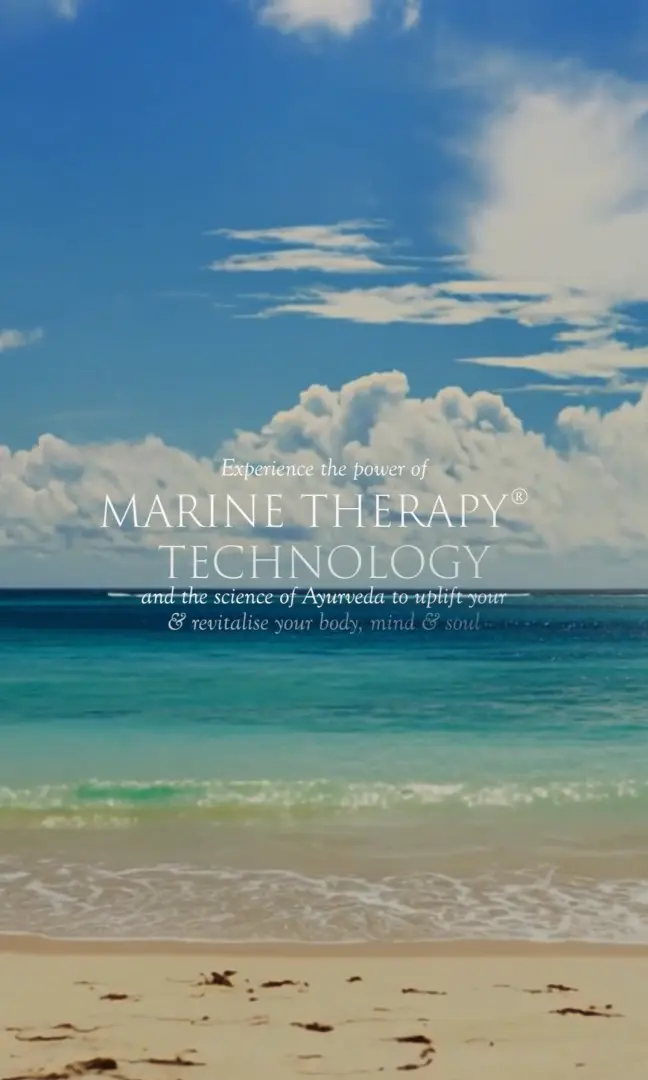 Experience the power of
MARINE THERAPY®
TECHNOLOGY
and the science of Ayurveda to uplift your
& revitalise your body, mind & soul